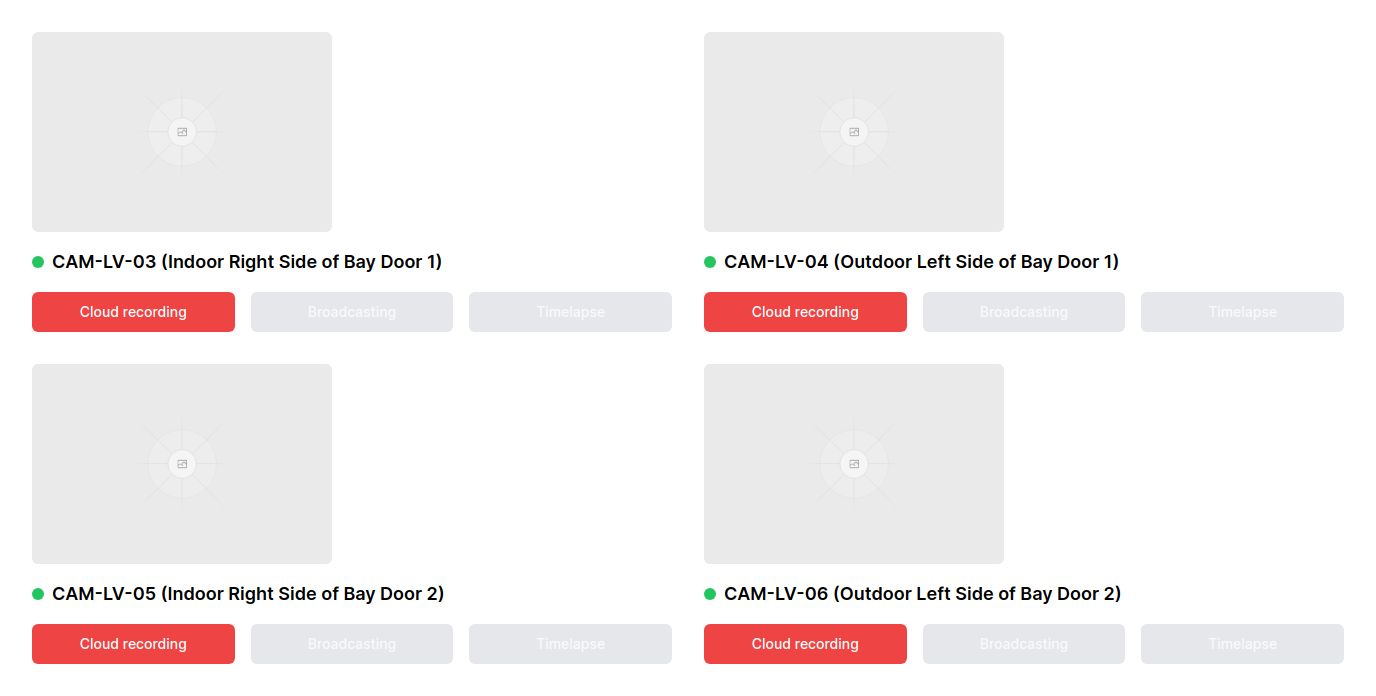 CAM-LV-03 (Indoor Right Side of Bay Door 1)
Cloud recording
Broadcasting
Timelapse
CAM-LV-04 (Outdoor Left Side of Bay Door 1)
Cloud recording
Broadcasting
Timelapse
CAM-LV-05 (Indoor Right Side of Bay Door 2)
Cloud recording
Broadcasting
Timelapse
CAM-LV-06 (Outdoor Left Side of Bay Door 2)
Cloud recording
Broadcasting
Timelapse